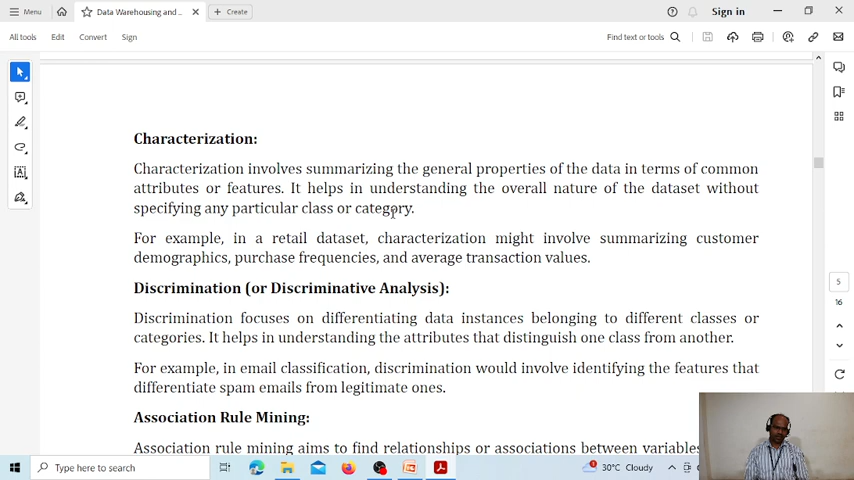 Menu
Data Warehousing and ...
Create
Sign in
All tools
Edit
Convert
Sign
Find text or tools
Characterization:
Characterization involves summarizing the general properties of the data in terms of common
attributes or features. It helps in understanding the overall nature of the dataset without
specifying any particular class or category.
For example, in a retail dataset, characterization might involve summarizing customer
demographics, purchase frequencies, and average transaction values.
Discrimination (or Discriminative Analysis):
Discrimination focuses on differentiating data instances belonging to different classes or
categories. It helps in understanding the attributes that distinguish one class from another.
For example, in email classification, discrimination would involve identifying the features that
differentiate spam emails from legitimate ones.
Association Rule Mining:
Association rule mining aims to find relationships or associations between variables
5
16
Type here to search
30°C Cloudy